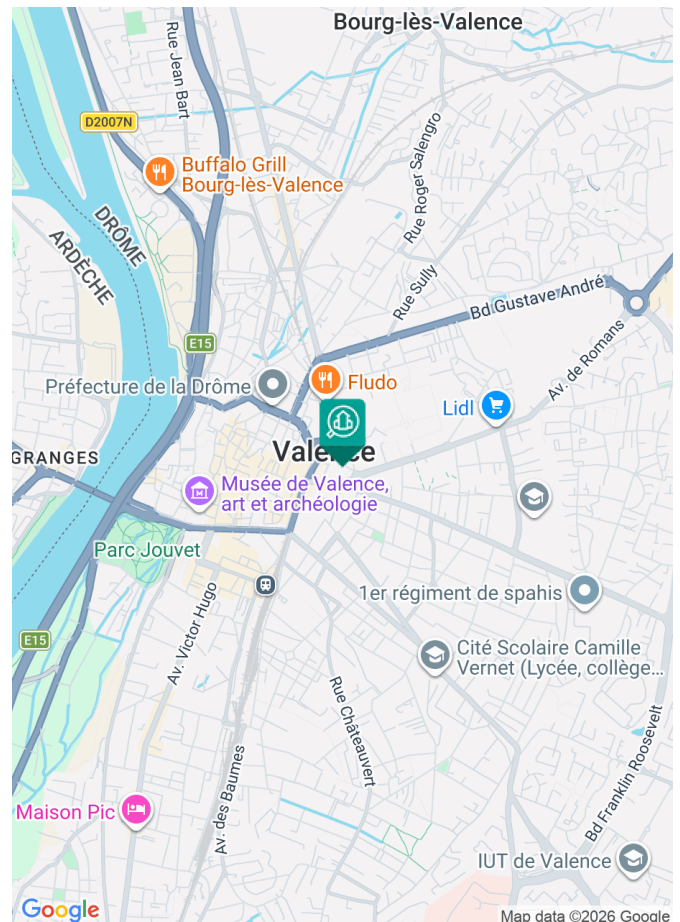 Bourg-lès-Valence
Rue Jean Bart
D2007N
Buffalo Grill
Bourg-lès-Valence
Rue Roger Salengro
DRÔME
ARDÈCHE
Rue Sully
Bd Gustave André
E15
Av. de Romans
Préfecture de la Drôme
Fludo
Lidl
GRANGES
Valence
Musée de Valence,
art et archéologie
Parc Jouvet
1er régiment de spahis
Av. Victor Hugo
E15
Cité Scolaire Camille
Vernet (Lycée, collège...
Rue Châteauvert
Bd Franklin Roosevelt
Av. des Baumes
Maison Pic
IUT de Valence
Google
Map data ©2026 Google